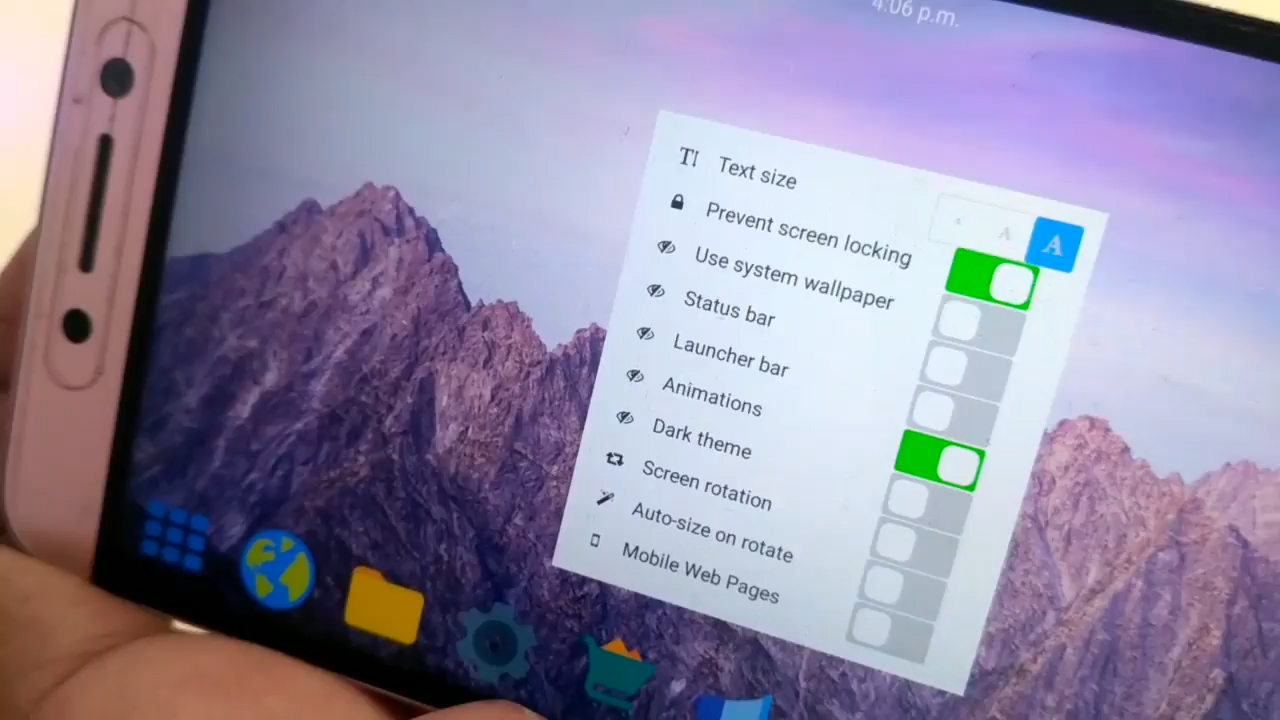 4:06 p.m.
Text size
A A
Prevent screen locking
Use system wallpaper
Status bar
Launcher bar
Animations
Dark theme
Screen rotation
Auto-size on rotate
Mobile Web Pages